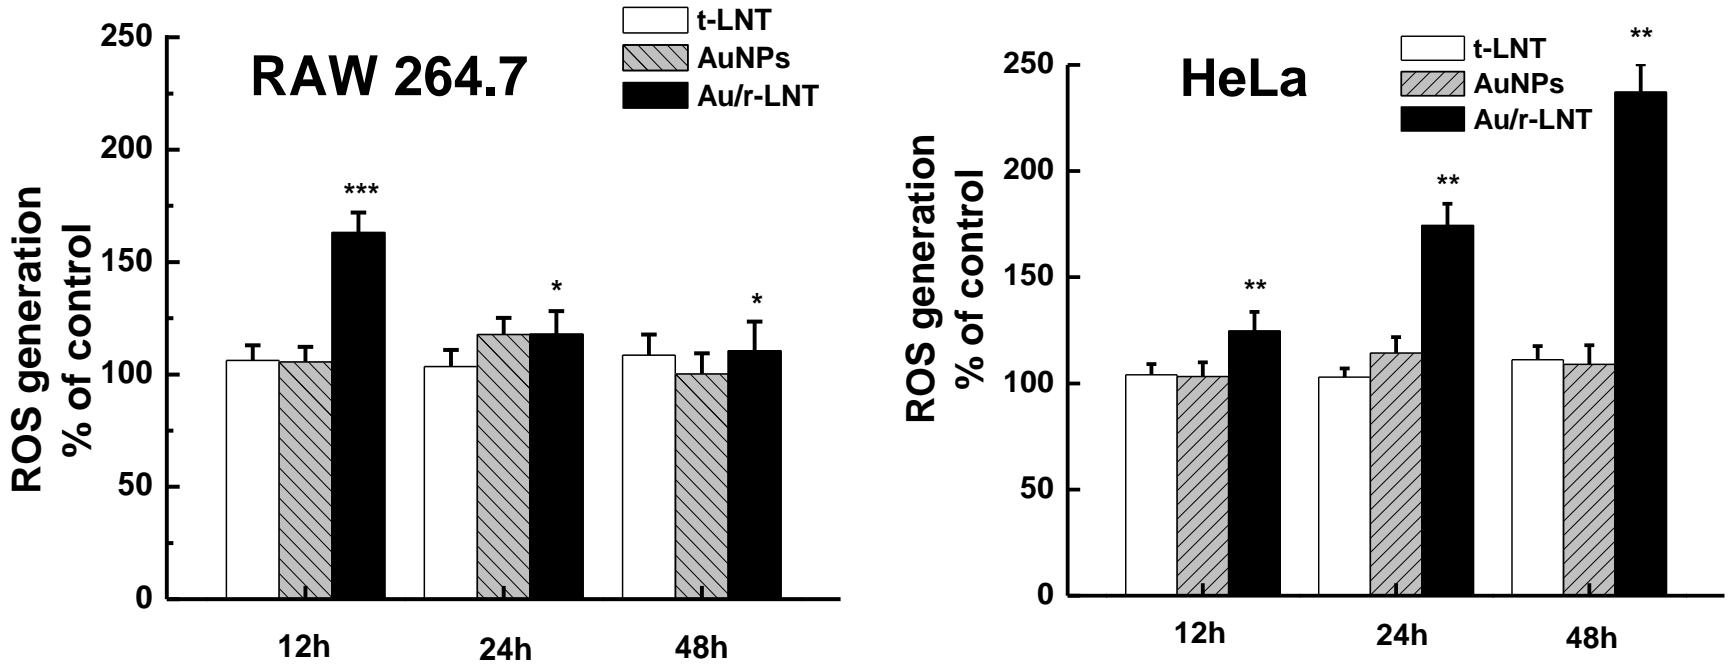 RAW 264.7
t-LNT
AuNPs
Au/r-LNT
ROS generation
% of control
250
200
150
100
50
0
***
*
*
12h
24h
48h
HeLa
t-LNT
AuNPs
Au/r-LNT
ROS generation
% of control
250
200
150
100
50
0
**
**
**
12h
24h
48h